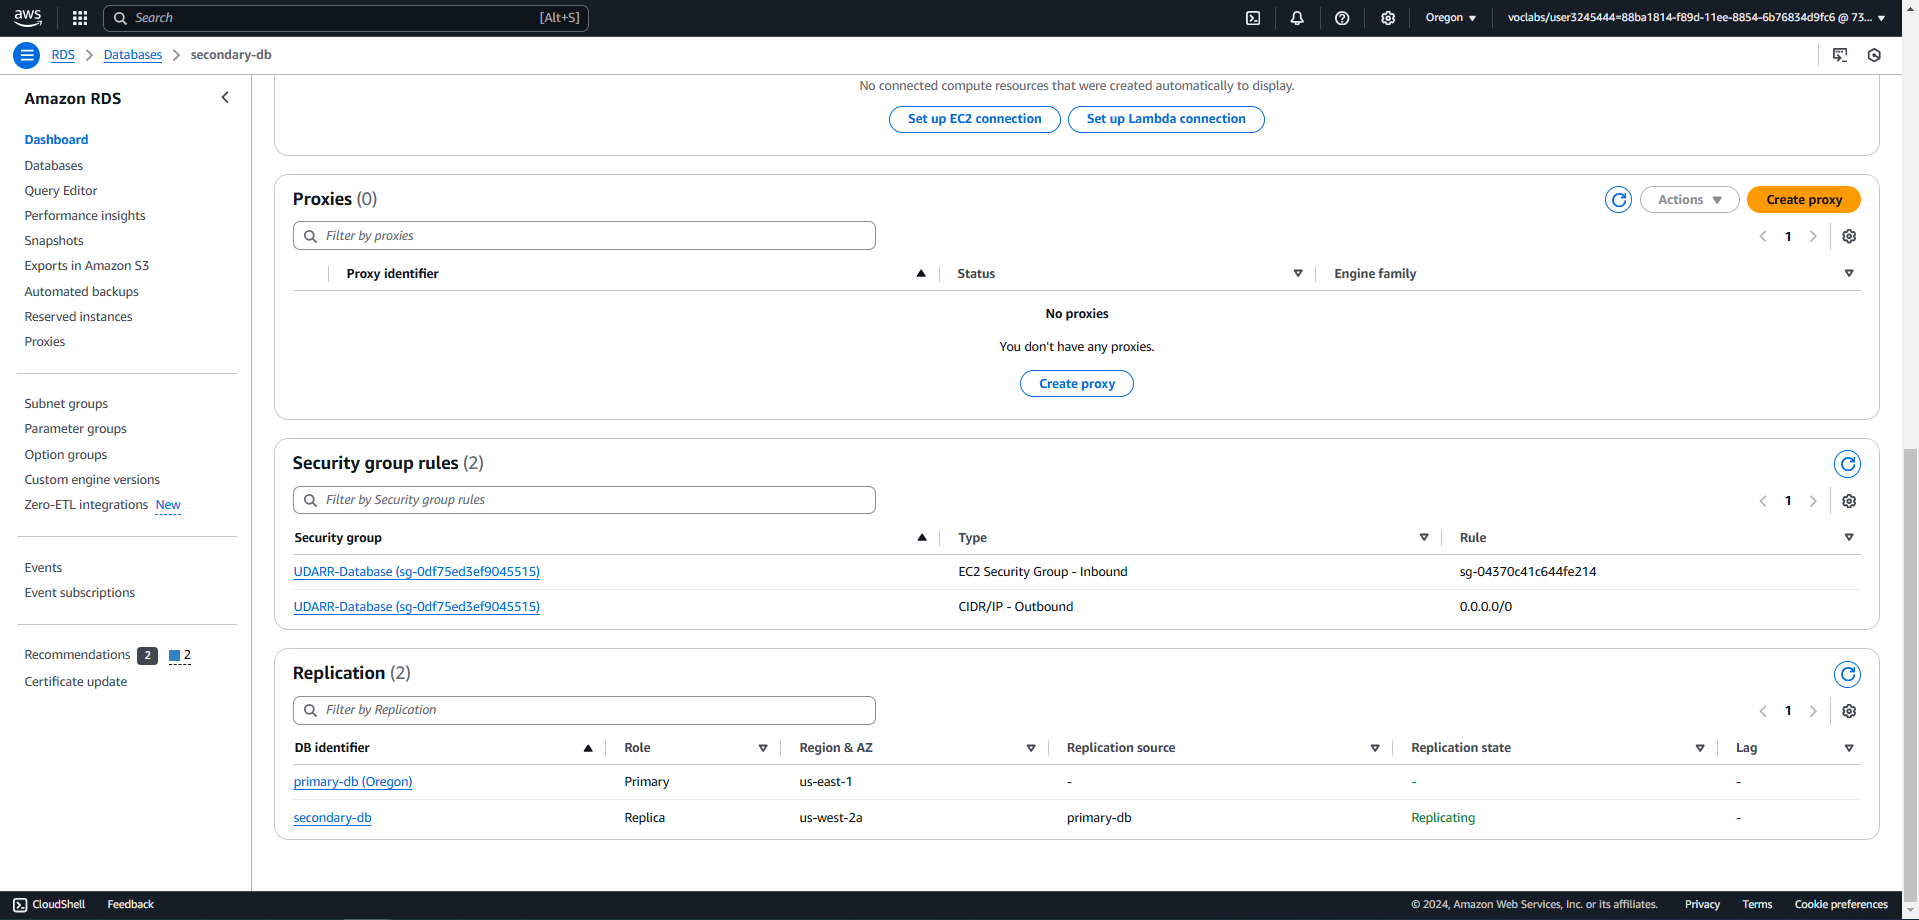 aws
Search [Alt+S]
Oregon
voclabs/user3245444=88ba1814-f89d-11ee-8854-6b76834d9fc6 @ 73...
RDS
Databases
secondary-db
Amazon RDS
Dashboard
Databases
Query Editor
Performance insights
Snapshots
Exports in Amazon S3
Automated backups
Reserved instances
Proxies
Subnet groups
Parameter groups
Option groups
Custom engine versions
Zero-ETL integrations New
Events
Event subscriptions
Recommendations 2 2
Certificate update
No connected compute resources that were created automatically to display.
Set up EC2 connection Set up Lambda connection
Proxies (0)
Actions Create proxy
Filter by proxies
1
Proxy identifier Status Engine family
No proxies
You don't have any proxies.
Create proxy
Security group rules (2)
Filter by Security group rules
1
Security group Type Rule
UDARR-Database (sg-0df75ed3ef9045515) EC2 Security Group - Inbound sg-04370c41c644fe214
UDARR-Database (sg-0df75ed3ef9045515) CIDR/IP - Outbound 0.0.0.0/0
Replication (2)
Filter by Replication
1
DB identifier Role Region & AZ Replication source Replication state Lag
primary-db (Oregon) Primary us-east-1 - - -
secondary-db Replica us-west-2a primary-db Replicating -
CloudShell Feedback © 2024, Amazon Web Services, Inc. or its affiliates. Privacy Terms Cookie preferences